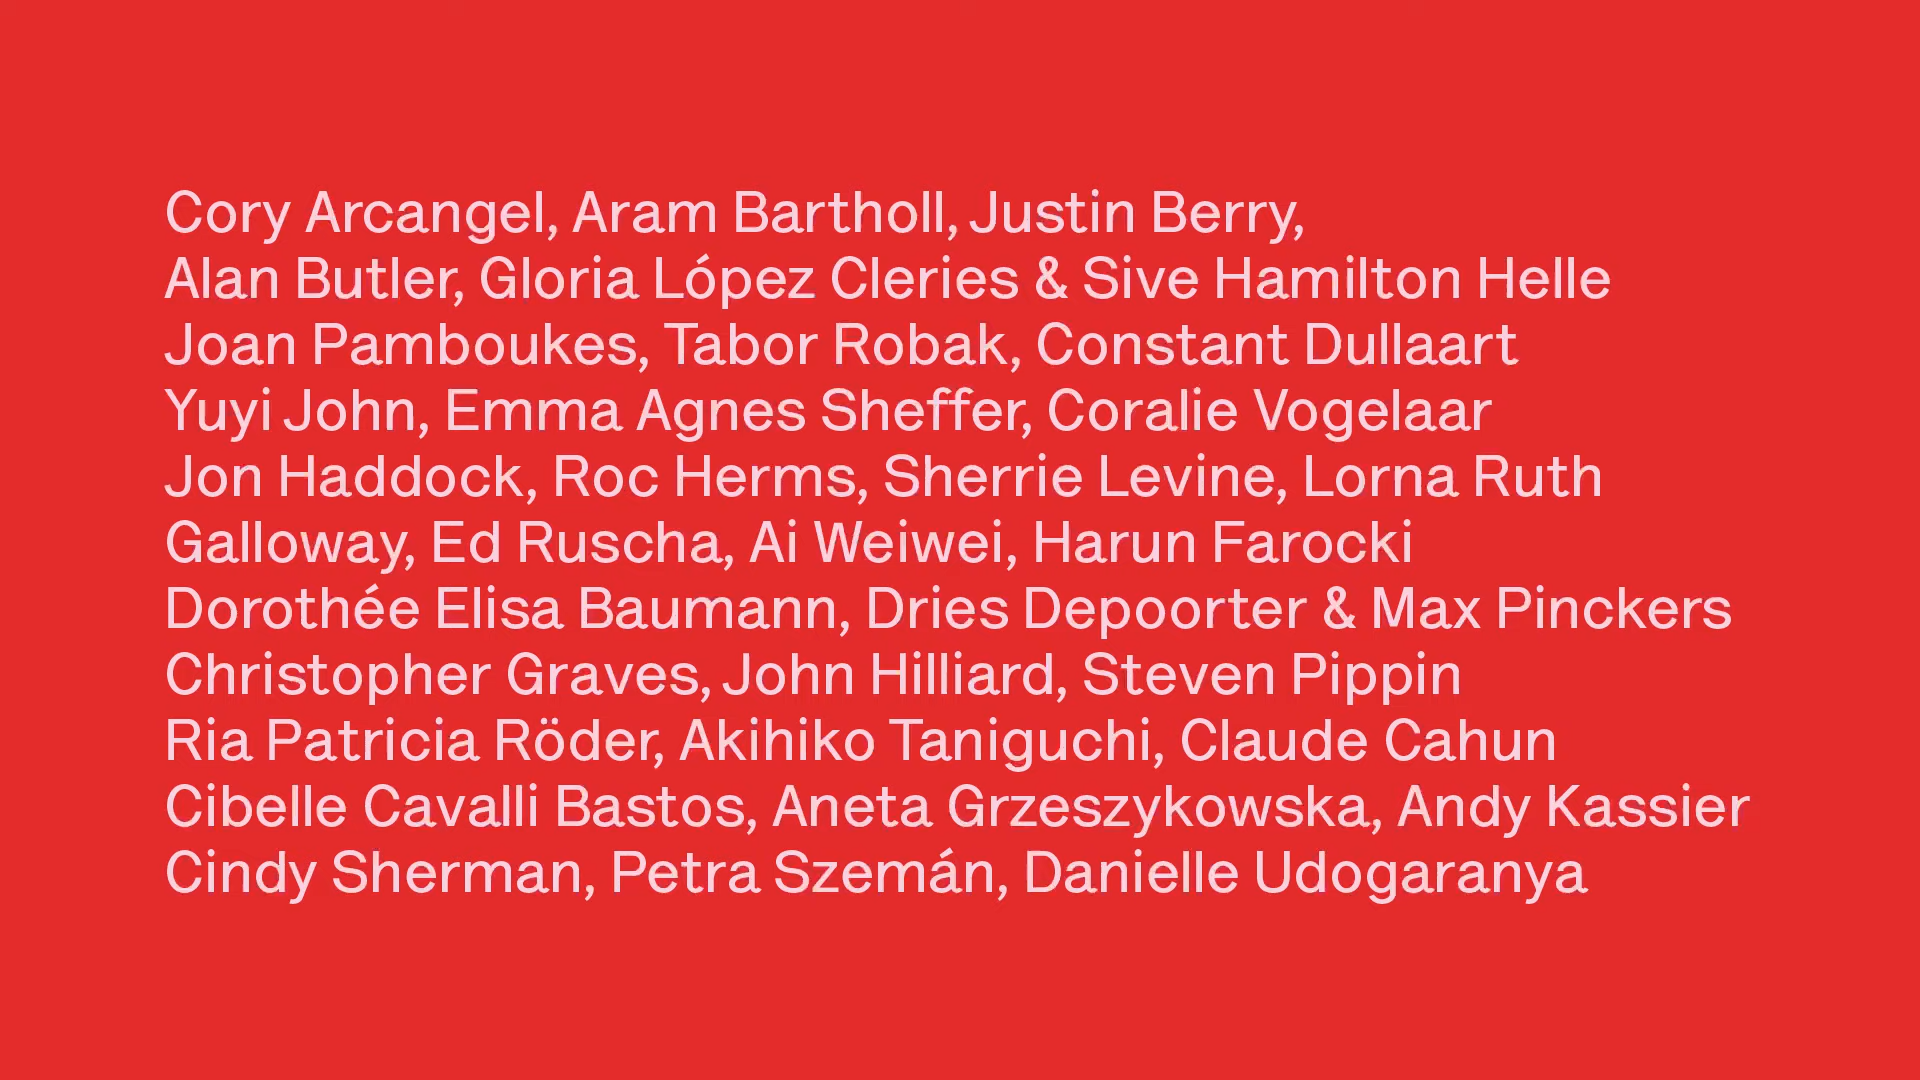 Cory Arcangel, Aram Bartholl, Justin Berry,
Alan Butler, Gloria López Cleries & Sive Hamilton Helle
Joan Pamboukes, Tabor Robak, Constant Dullaart
Yuyi John, Emma Agnes Sheffer, Coralie Vogelaar
Jon Haddock, Roc Herms, Sherrie Levine, Lorna Ruth
Galloway, Ed Ruscha, Ai Weiwei, Harun Farocki
Dorothée Elisa Baumann, Dries Depoorter & Max Pinckers
Christopher Graves, John Hilliard, Steven Pippin
Ria Patricia Röder, Akihiko Taniguchi, Claude Cahun
Cibelle Cavalli Bastos, Aneta Grzeszykowska, Andy Kassier
Cindy Sherman, Petra Szemán, Danielle Udogaranya